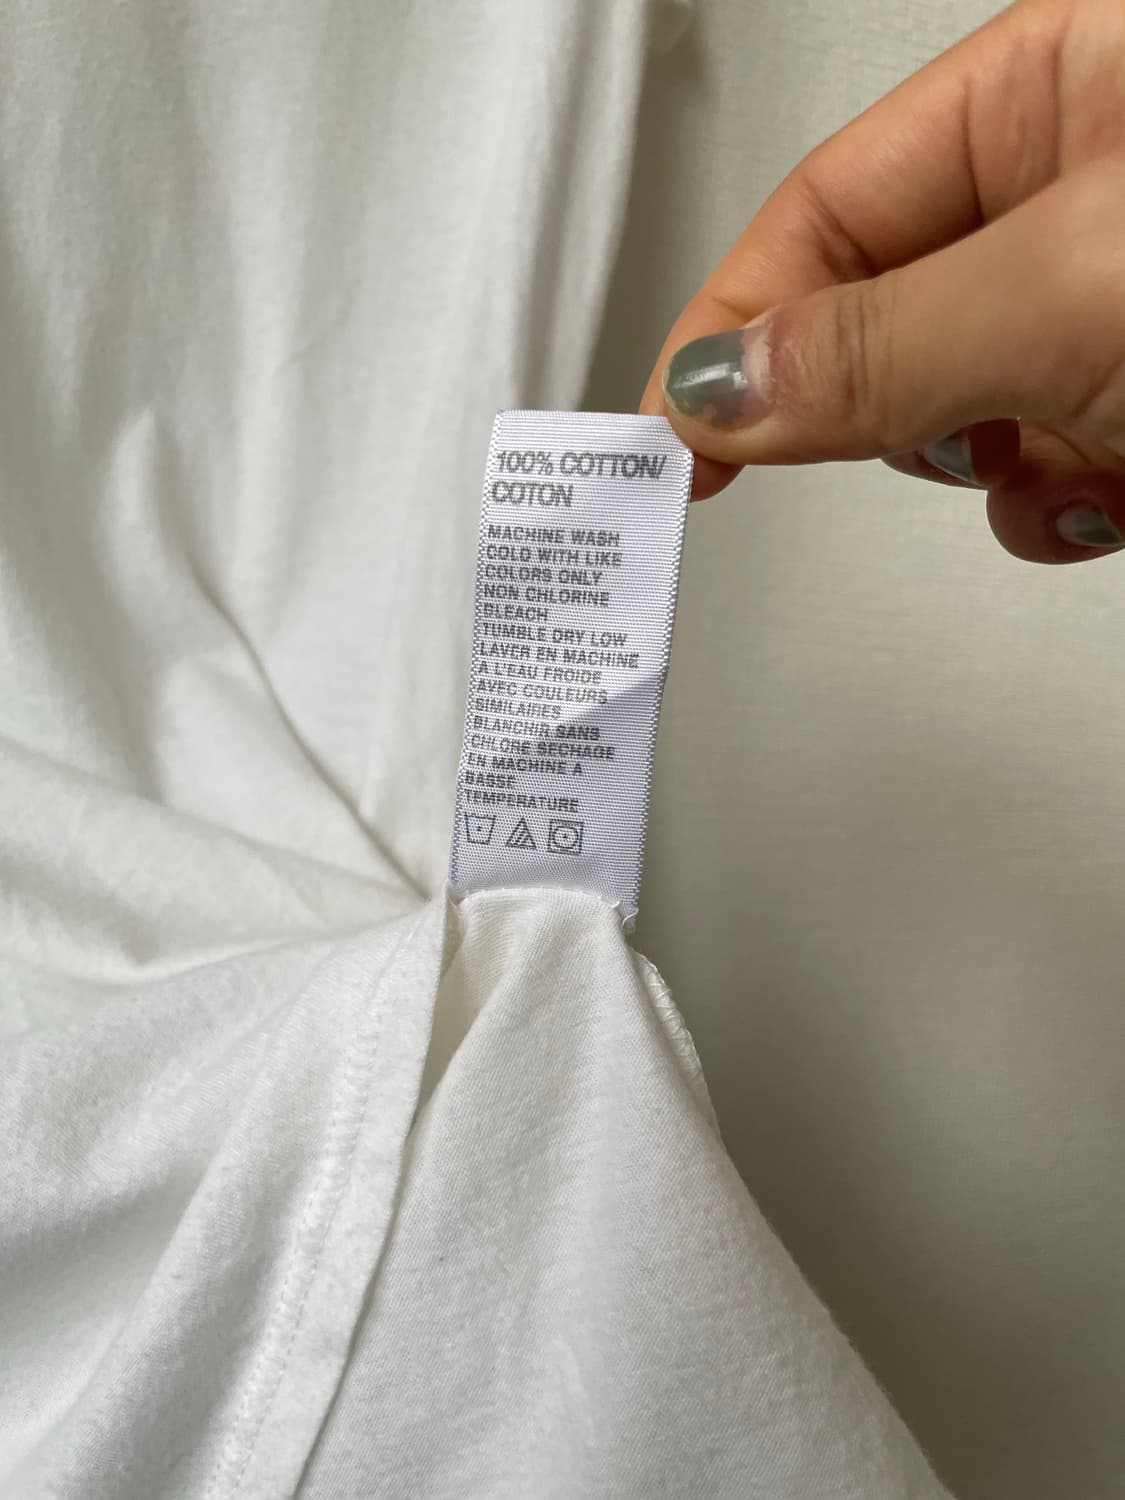 100% COTTON/
COTON
MACHINE WASH
COLD WITH LIKE
COLORS ONLY
NON CHLORINE
BLEACH
TUMBLE DRY LOW
LAVER EN MACHINE
A L'EAU FROIDE
AVEC COULEURS
SIMILAIRES
BLANCHIR SANS
CHLORE SECHAGE
EN MACHINE A
BASSE
TEMPERATURE